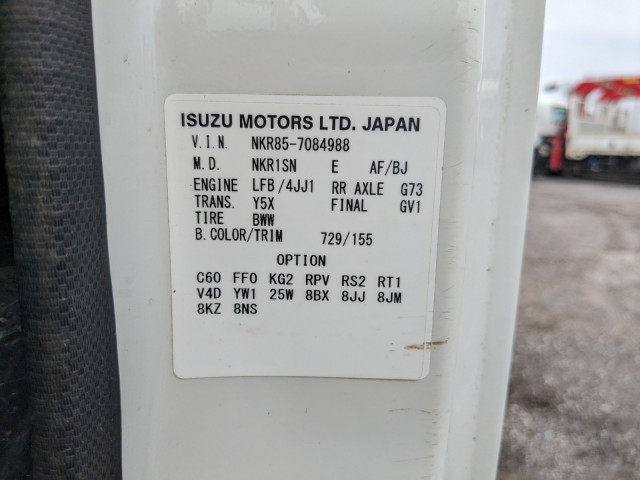 ISUZU MOTORS LTD. JAPAN
V.I.N. NKR85-7084988
M.D. NKR1SN E AF/BJ
ENGINE LFB/4JJ1 RR AXLE G73
TRANS. Y5X FINAL GV1
TIRE BWW
B.COLOR/TRIM 729/155
OPTION
C60 FF0 KG2 RPV RS2 RT1
V4D YW1 25W 8BX 8JJ 8JM
8KZ 8NS